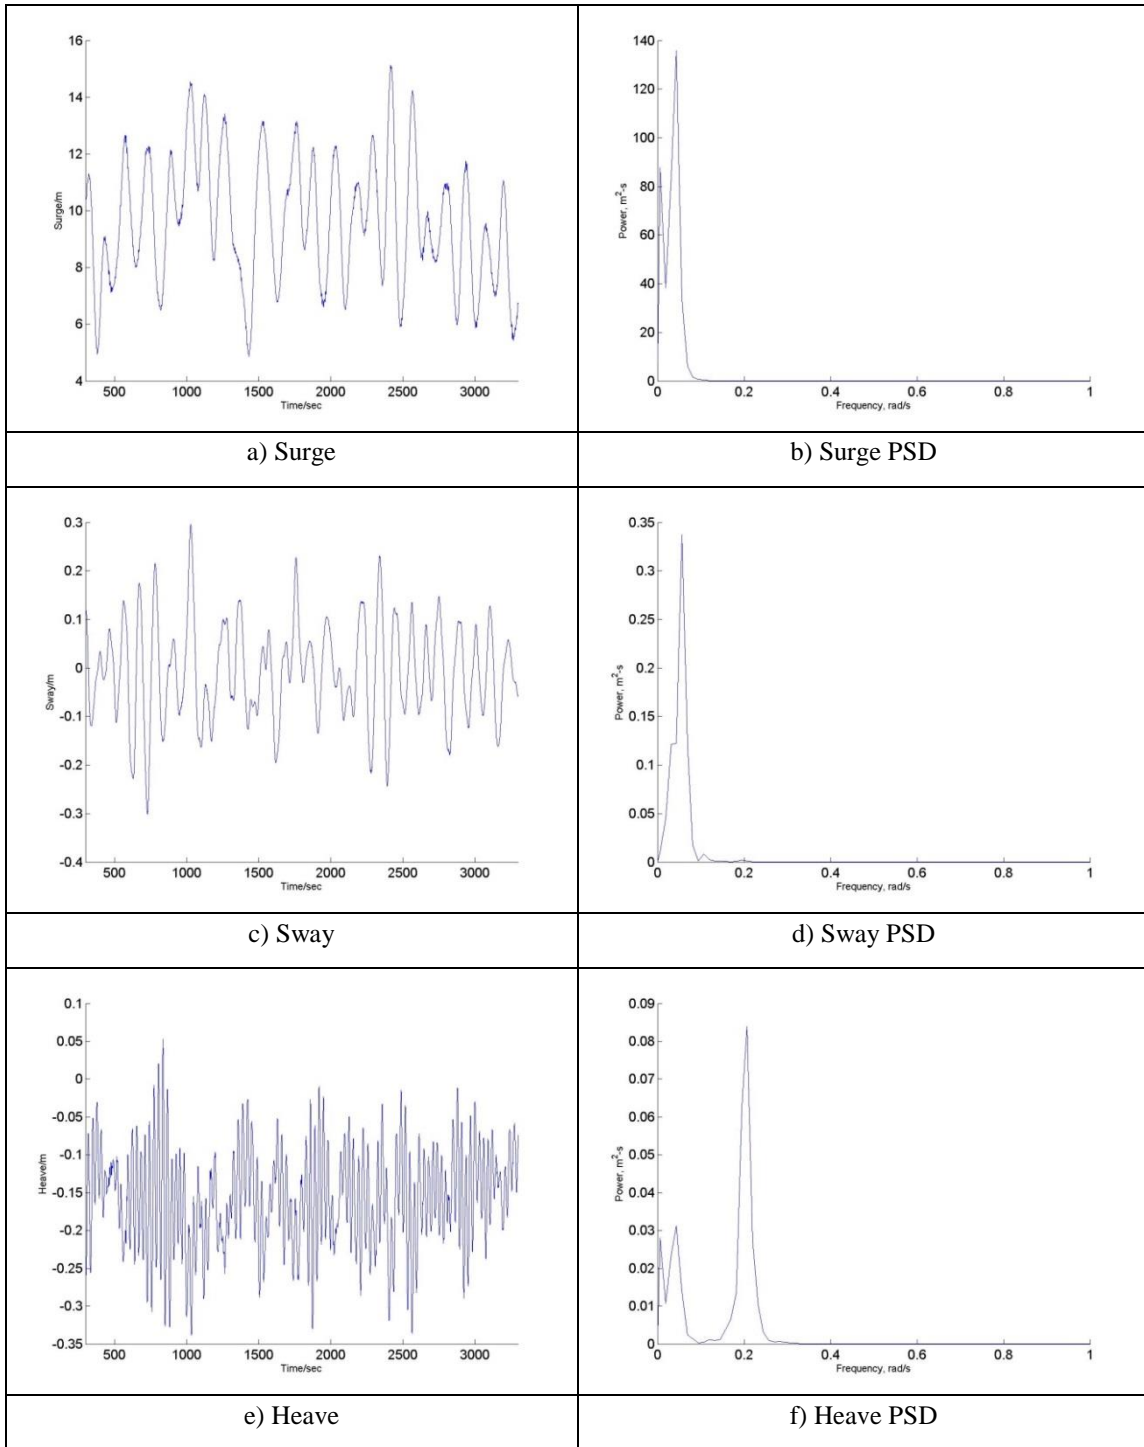 16
14
12
10
8
6
4
Surge/m
500 1000 1500 2000 2500 3000
Time/sec
140
120
100
80
60
40
20
0
Power, m²-s
0 0.2 0.4 0.6 0.8 1
Frequency, rad/s
a) Surge
b) Surge PSD
0.3
0.2
0.1
0
-0.1
-0.2
-0.3
-0.4
Sway/m
500 1000 1500 2000 2500 3000
Time/sec
0.35
0.3
0.25
0.2
0.15
0.1
0.05
0
Power, m²-s
0 0.2 0.4 0.6 0.8 1
Frequency, rad/s
c) Sway
d) Sway PSD
0.1
0.05
0
-0.05
-0.1
-0.15
-0.2
-0.25
-0.3
-0.35
Heave/m
500 1000 1500 2000 2500 3000
Time/sec
0.09
0.08
0.07
0.06
0.05
0.04
0.03
0.02
0.01
0
Power, m²-s
0 0.2 0.4 0.6 0.8 1
Frequency, rad/s
e) Heave
f) Heave PSD